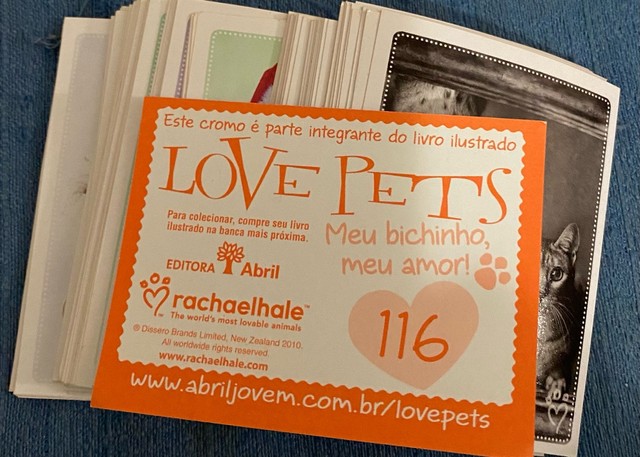 Este cromo é parte integrante do livro ilustrado
LOVE PETS
Para colecionar, compre seu livro
ilustrado na banca mais próxima.
Meu bichinho,
meu amor!
EDITORA Abril
rachaelhale™
The world's most lovable animals
116
® Dissero Brands Limited, New Zealand 2010.
All worldwide rights reserved.
www.rachaelhale.com
www.abriljovem.com.br/lovepets